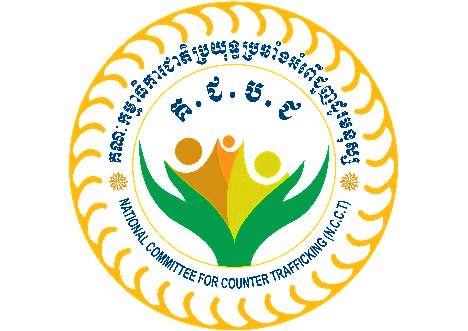 គណៈកម្មាធិការជាតិប្រយុទ្ធប្រឆាំងអំពើជួញដូរមនុស្ស
គ.ជ.ប.ជ
NATIONAL COMMITTEE FOR COUNTER TRAFFICKING (N.C.C.T)